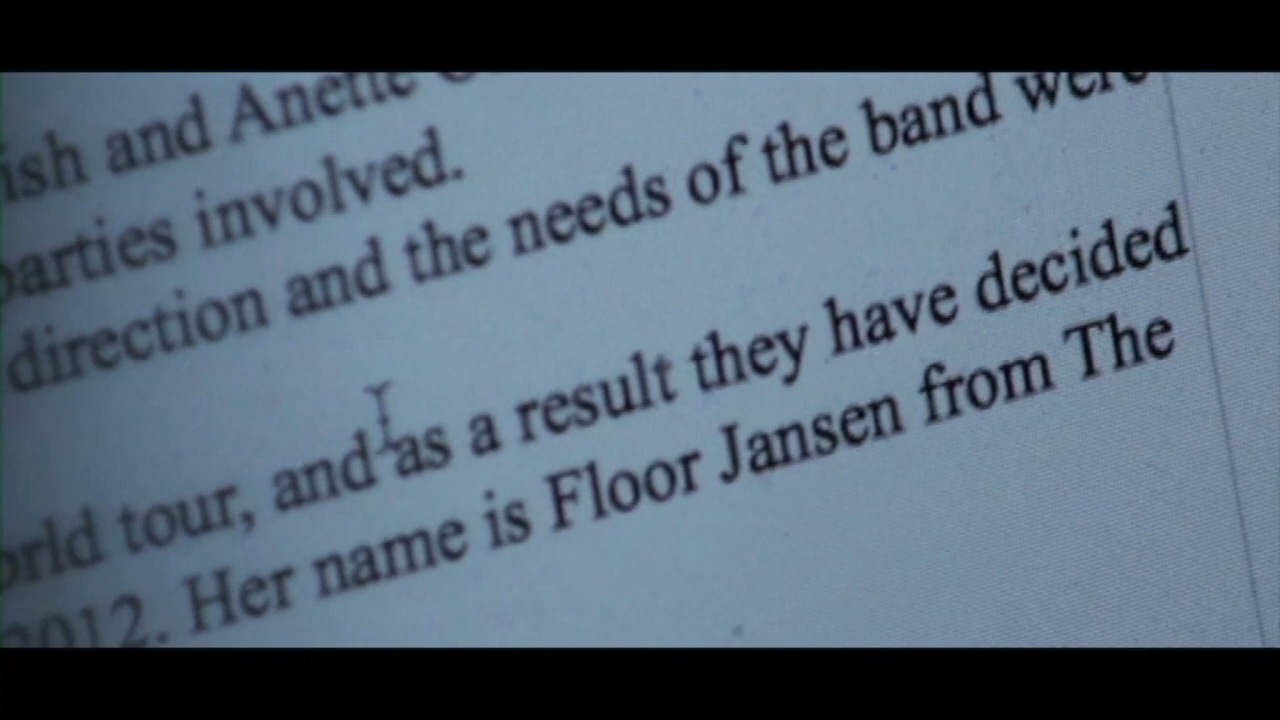 ish and Anette
parties involved.
direction and the needs of the band were
orld tour, and as a result they have decided
2012. Her name is Floor Jansen from The